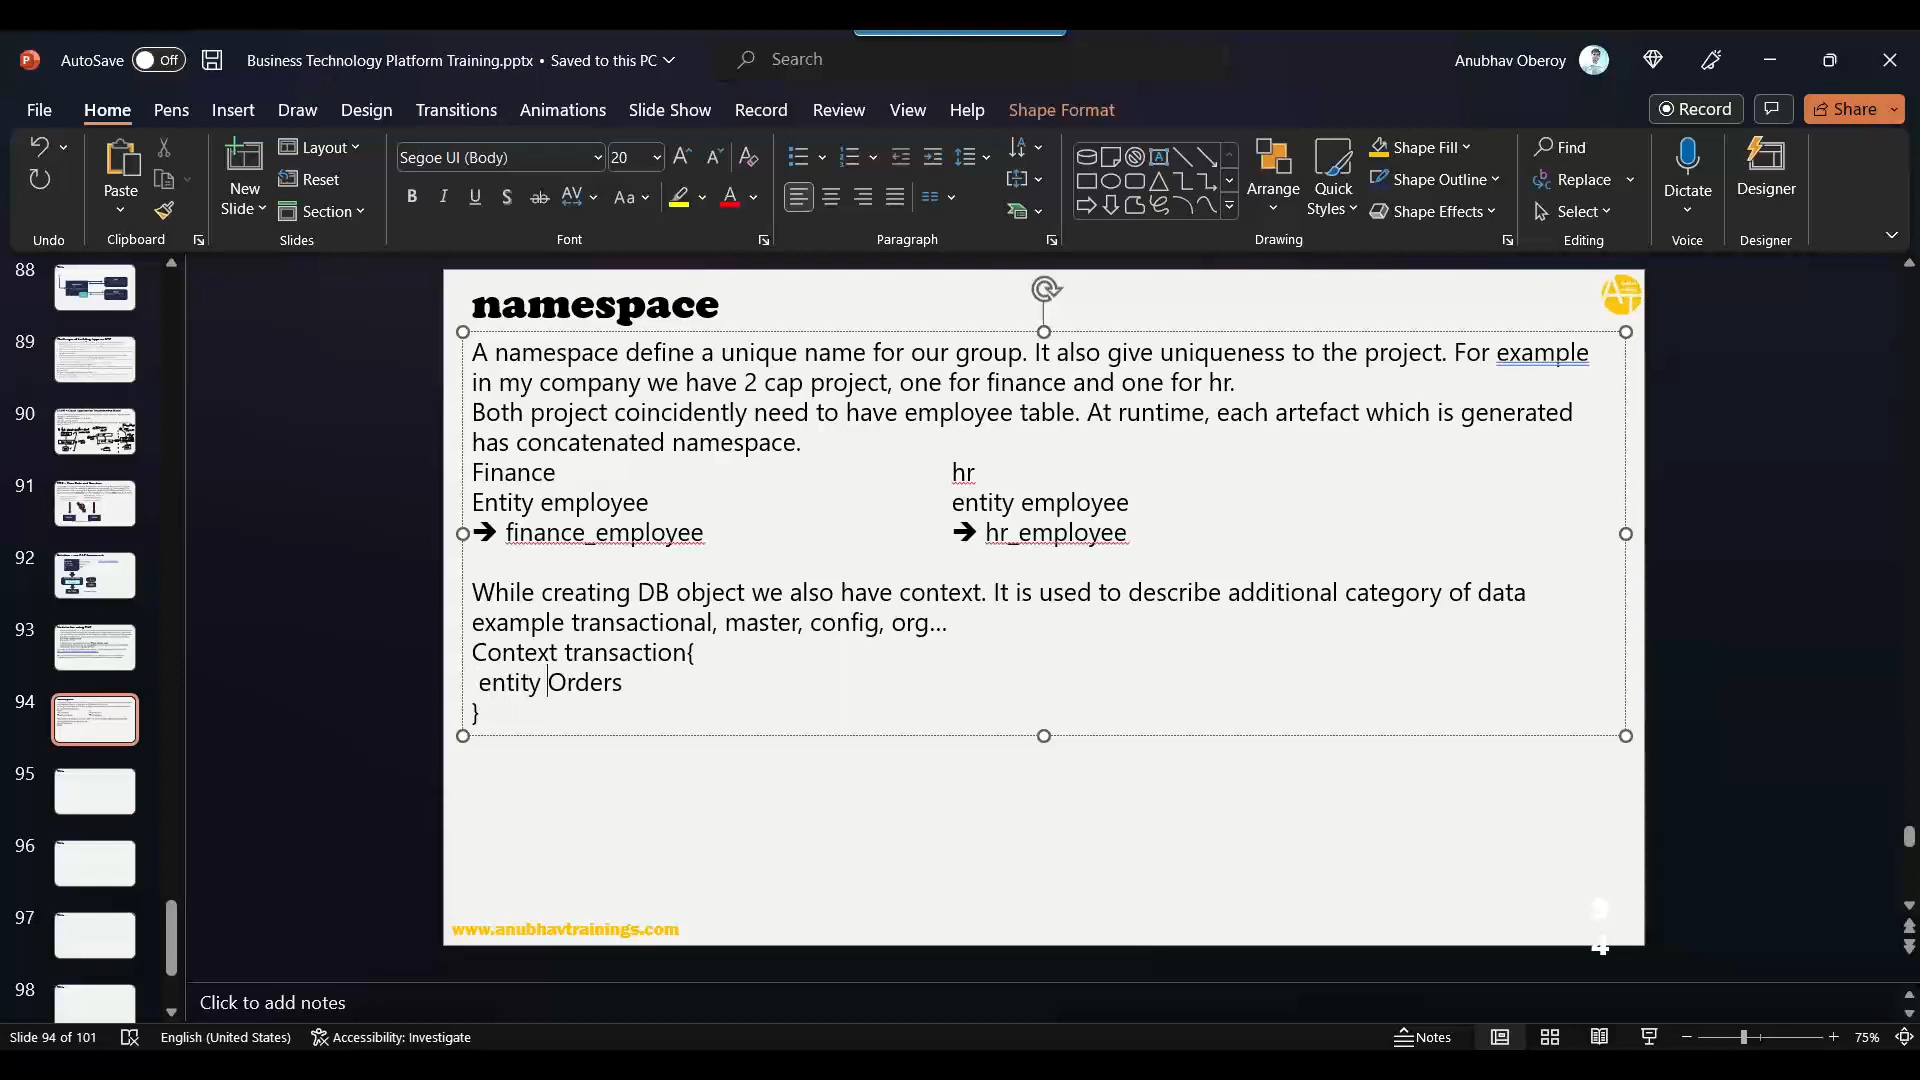 AutoSave Off Business Technology Platform Training.pptx • Saved to this PC Search Anubhav Oberoy
File Home Pens Insert Draw Design Transitions Animations Slide Show Record Review View Help Shape Format Record Share
Paste New Slide Layout Reset Section
Segoe UI (Body) 20
Arrange Quick Styles Shape Fill Shape Outline Shape Effects
Find Replace Select Dictate Designer
Undo Clipboard Slides Font Paragraph Drawing Editing Voice Designer
88
89
90
91
92
93
94
95
96
97
98
namespace
A namespace define a unique name for our group. It also give uniqueness to the project. For example
in my company we have 2 cap project, one for finance and one for hr.
Both project coincidently need to have employee table. At runtime, each artefact which is generated
has concatenated namespace.
Finance hr
Entity employee entity employee
➔ finance_employee ➔ hr_employee
While creating DB object we also have context. It is used to describe additional category of data
example transactional, master, config, org...
Context transaction{
entity Orders
}
www.anubhavtrainings.com
9
4
Click to add notes
Slide 94 of 101 English (United States) Accessibility: Investigate Notes 75%